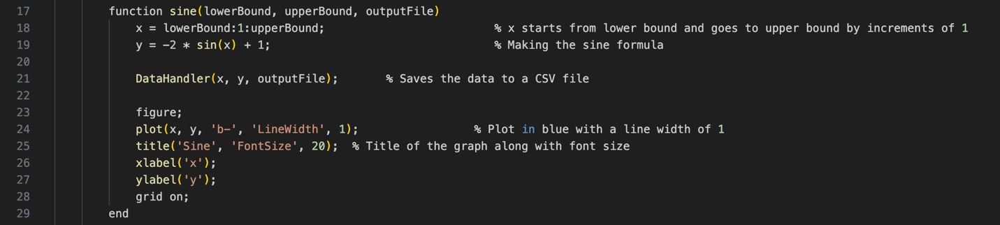 17 function sine(lowerBound, upperBound, outputFile)
18 x = lowerBound:1:upperBound; % x starts from lower bound and goes to upper bound by increments of 1
19 y = -2 * sin(x) + 1; % Making the sine formula
20
21 DataHandler(x, y, outputFile); % Saves the data to a CSV file
22
23 figure;
24 plot(x, y, 'b-', 'LineWidth', 1); % Plot in blue with a line width of 1
25 title('Sine', 'FontSize', 20); % Title of the graph along with font size
26 xlabel('x');
27 ylabel('y');
28 grid on;
29 end